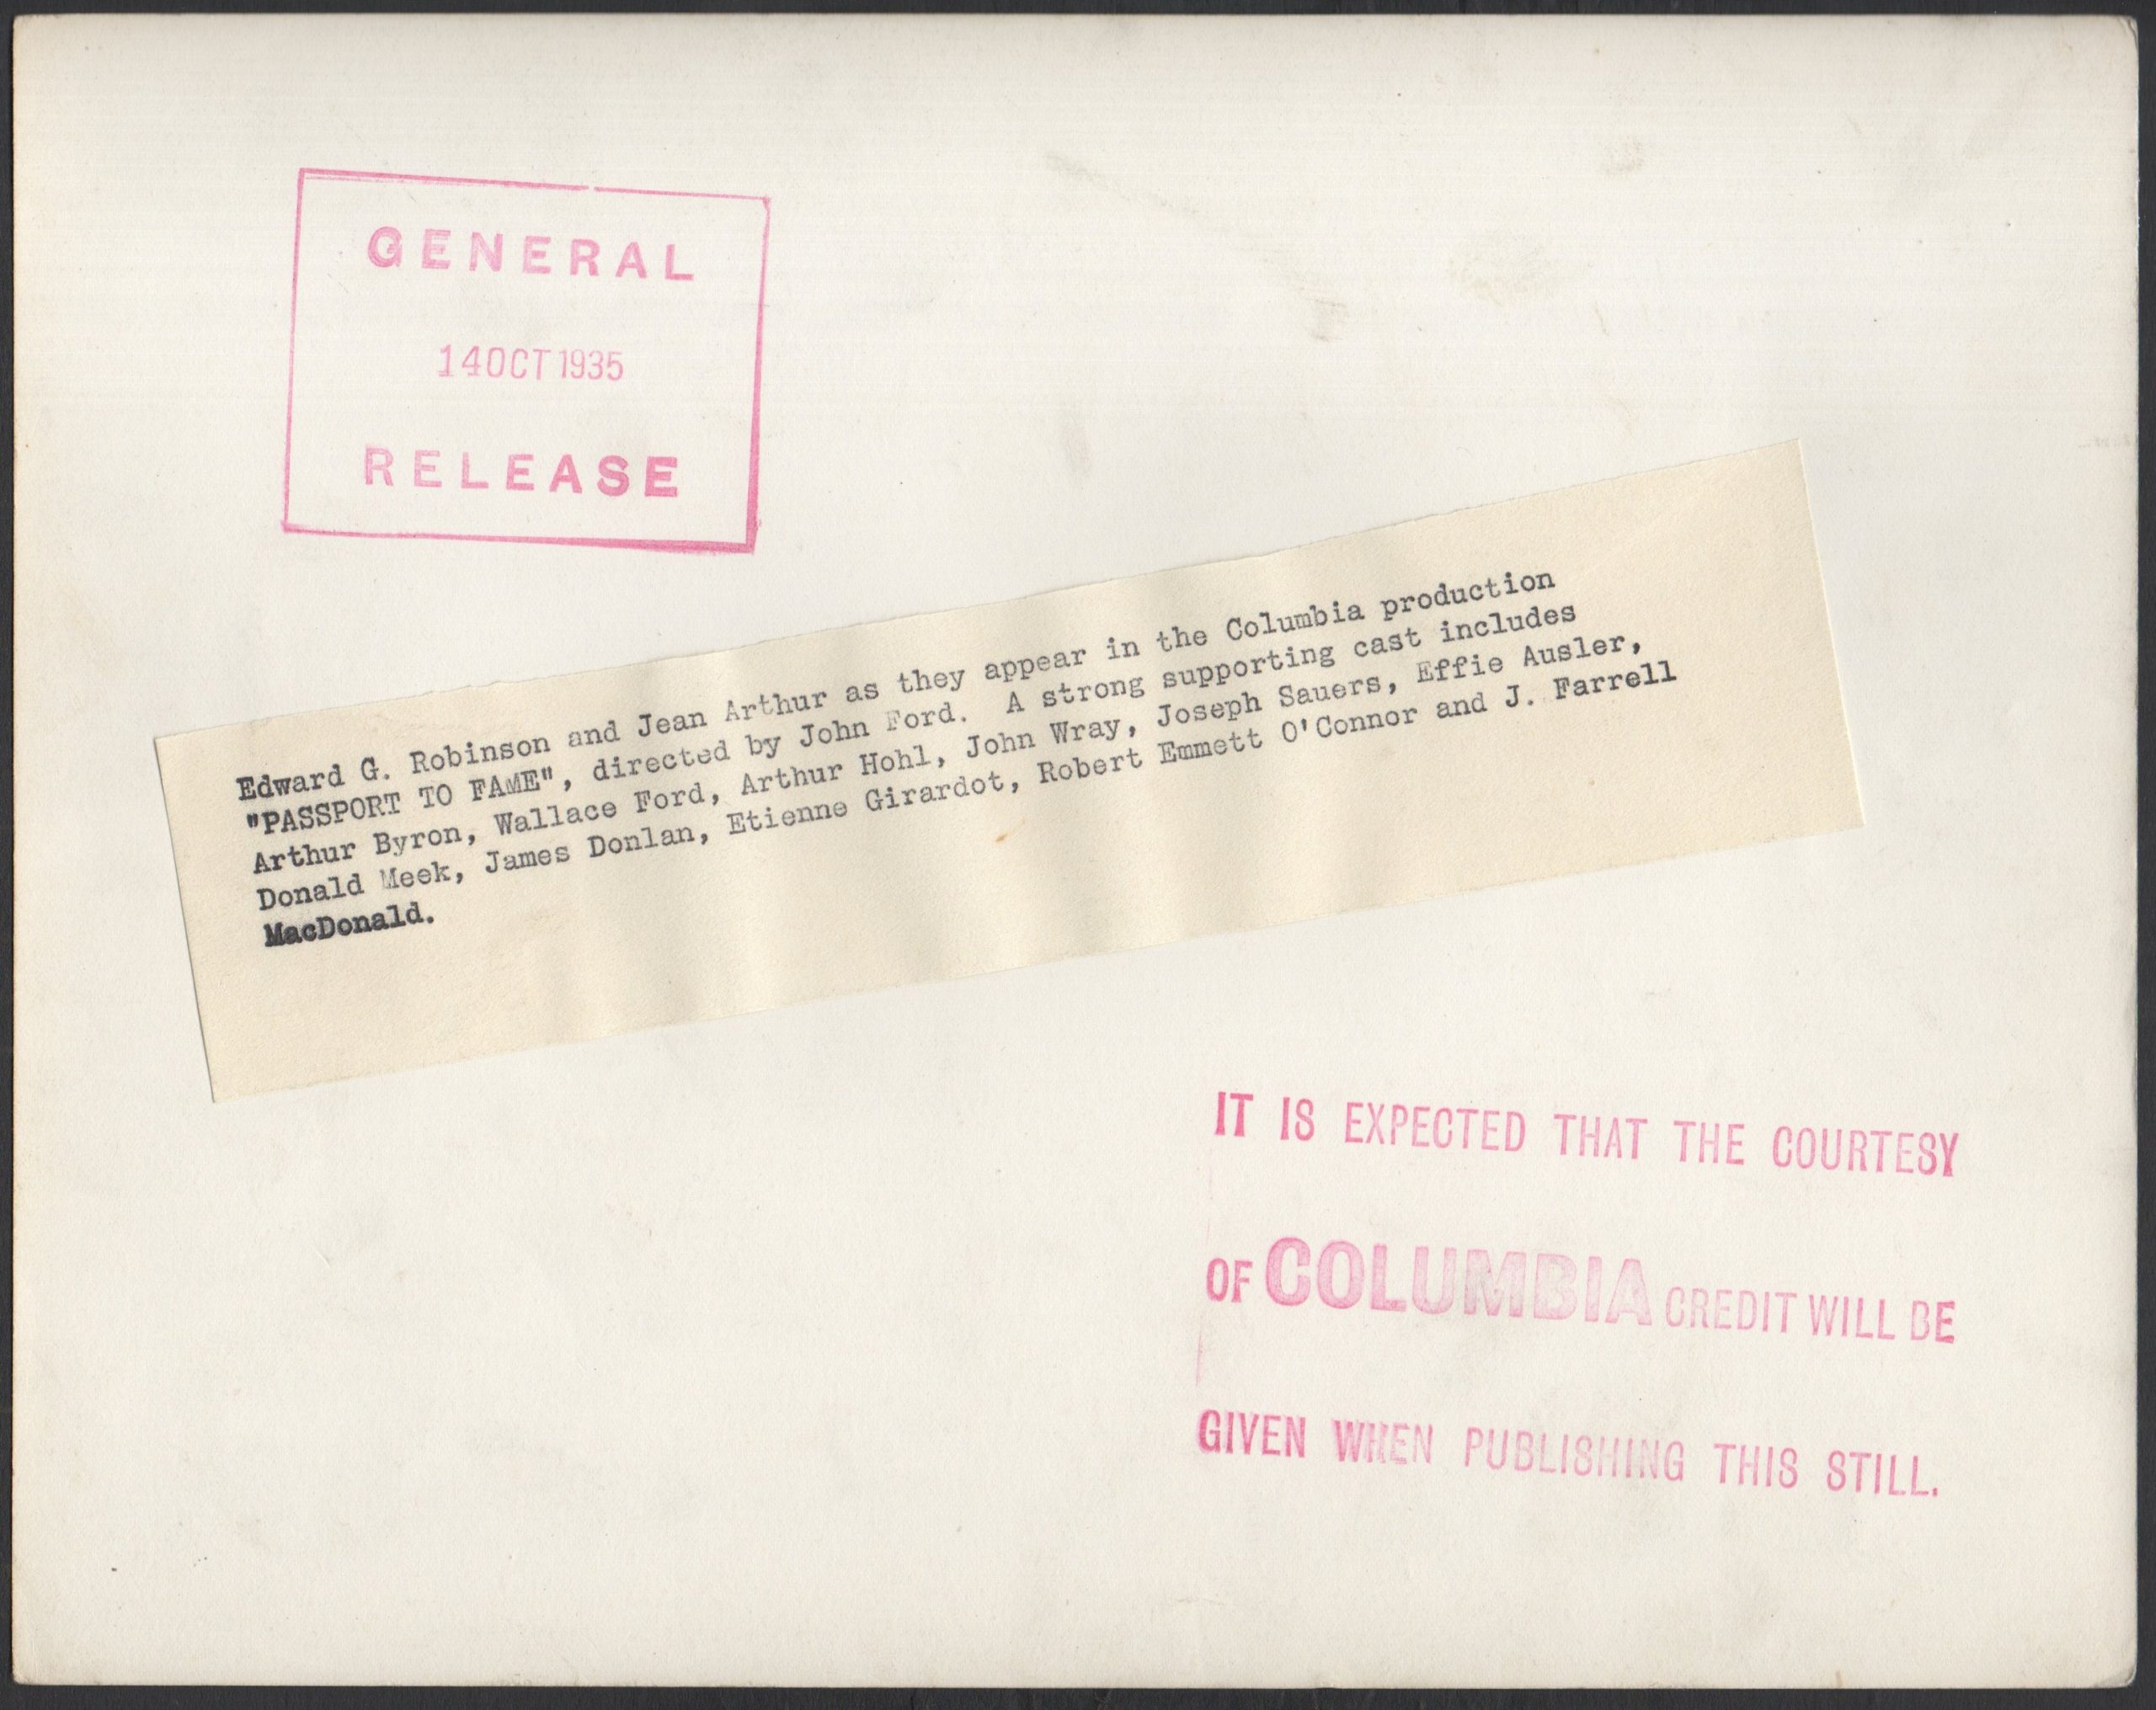 GENERAL
14 OCT 1935
RELEASE
Edward G. Robinson and Jean Arthur as they appear in the Columbia production
"PASSPORT TO FAME", directed by John Ford. A strong supporting cast includes
Arthur Byron, Wallace Ford, Arthur Hohl, John Wray, Joseph Sauers, Effie Ausler,
Donald Meek, James Donlan, Etienne Girardot, Robert Emmett O'Connor and J. Farrell
MacDonald.
IT IS EXPECTED THAT THE COURTESY
OF COLUMBIA CREDIT WILL BE
GIVEN WHEN PUBLISHING THIS STILL.